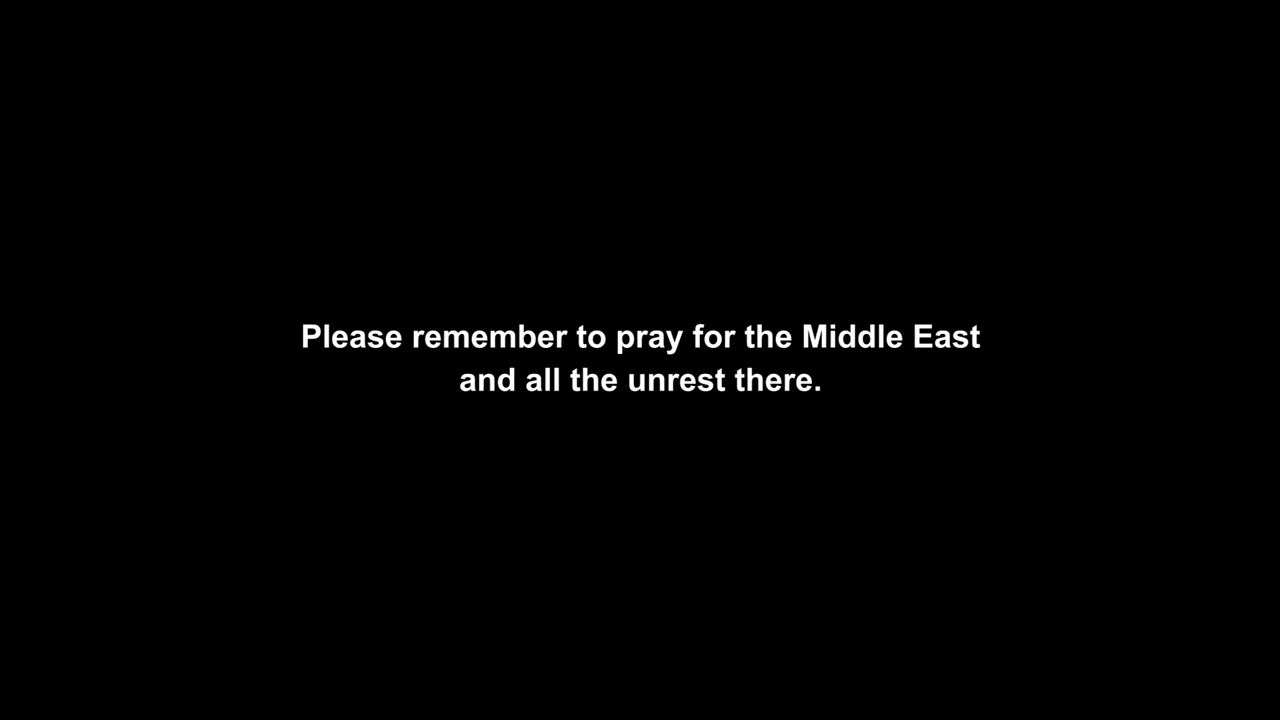 Please remember to pray for the Middle East
and all the unrest there.